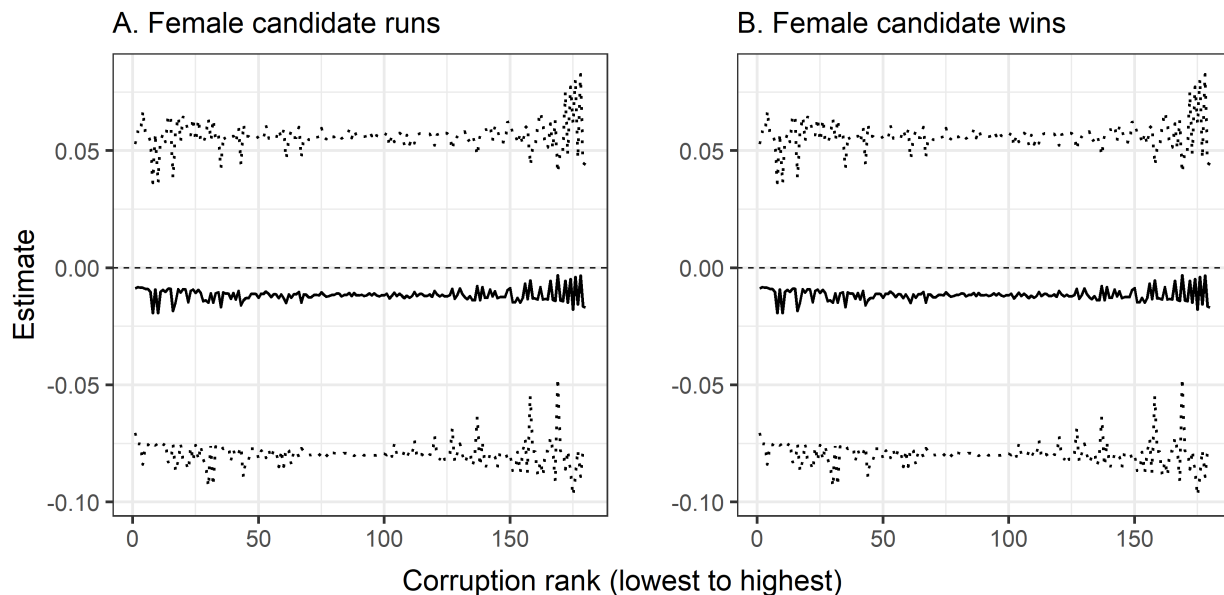 A. Female candidate runs
B. Female candidate wins
Estimate
0.05
0.00
-0.05
-0.10
0.05
0.00
-0.05
-0.10
0 50 100 150
0 50 100 150
Corruption rank (lowest to highest)